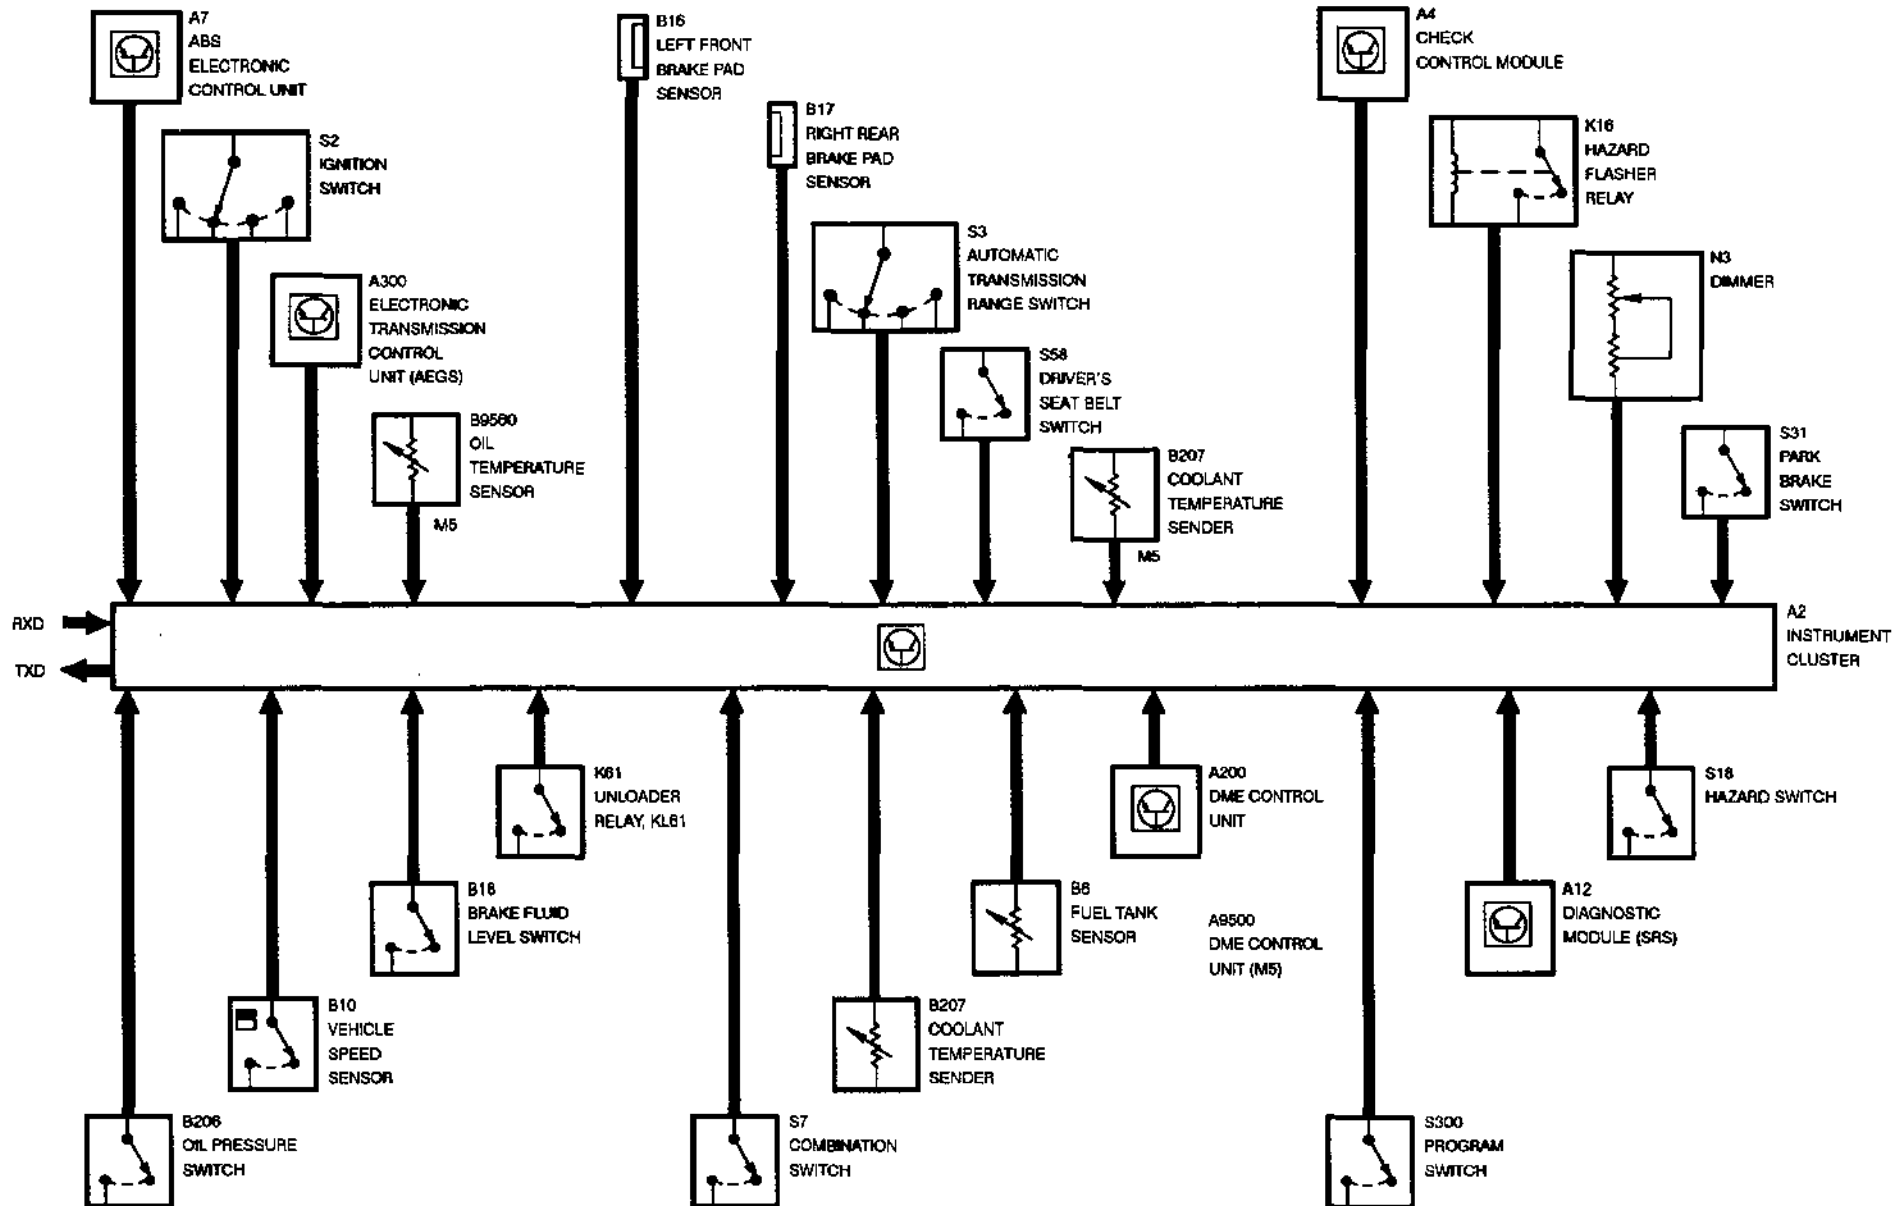 A7
ABS
ELECTRONIC
CONTROL UNIT
B16
LEFT FRONT
BRAKE PAD
SENSOR
A4
CHECK
CONTROL MODULE
B17
RIGHT REAR
BRAKE PAD
SENSOR
K16
HAZARD
FLASHER
RELAY
S2
IGNITION
SWITCH
S3
AUTOMATIC
TRANSMISSION
RANGE SWITCH
N3
DIMMER
A300
ELECTRONIC
TRANSMISSION
CONTROL
UNIT (AEGS)
S58
DRIVER'S
SEAT BELT
SWITCH
B9560
OIL
TEMPERATURE
SENSOR
M5
B207
COOLANT
TEMPERATURE
SENDER
M5
S31
PARK
BRAKE
SWITCH
RXD
TXD
A2
INSTRUMENT
CLUSTER
K61
UNLOADER
RELAY, KL61
A200
DME CONTROL
UNIT
S18
HAZARD SWITCH
B18
BRAKE FLUID
LEVEL SWITCH
B6
FUEL TANK
SENSOR
A9500
DME CONTROL
UNIT (M5)
A12
DIAGNOSTIC
MODULE (SRS)
B10
VEHICLE
SPEED
SENSOR
B207
COOLANT
TEMPERATURE
SENDER
B206
OIL PRESSURE
SWITCH
S7
COMBINATION
SWITCH
S300
PROGRAM
SWITCH